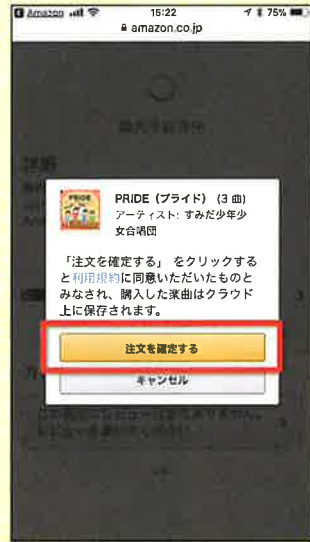 Amazon 15:22 75%
amazon.co.jp
詳細
PRIDE
PRIDE（プライド）(3 曲)
アーティスト: すみだ少年少
女合唱団
「注文を確定する」 をクリックする
と利用規約に同意いただいたものと
みなされ、購入した楽曲はクラウド
上に保存されます。
注文を確定する
キャンセル